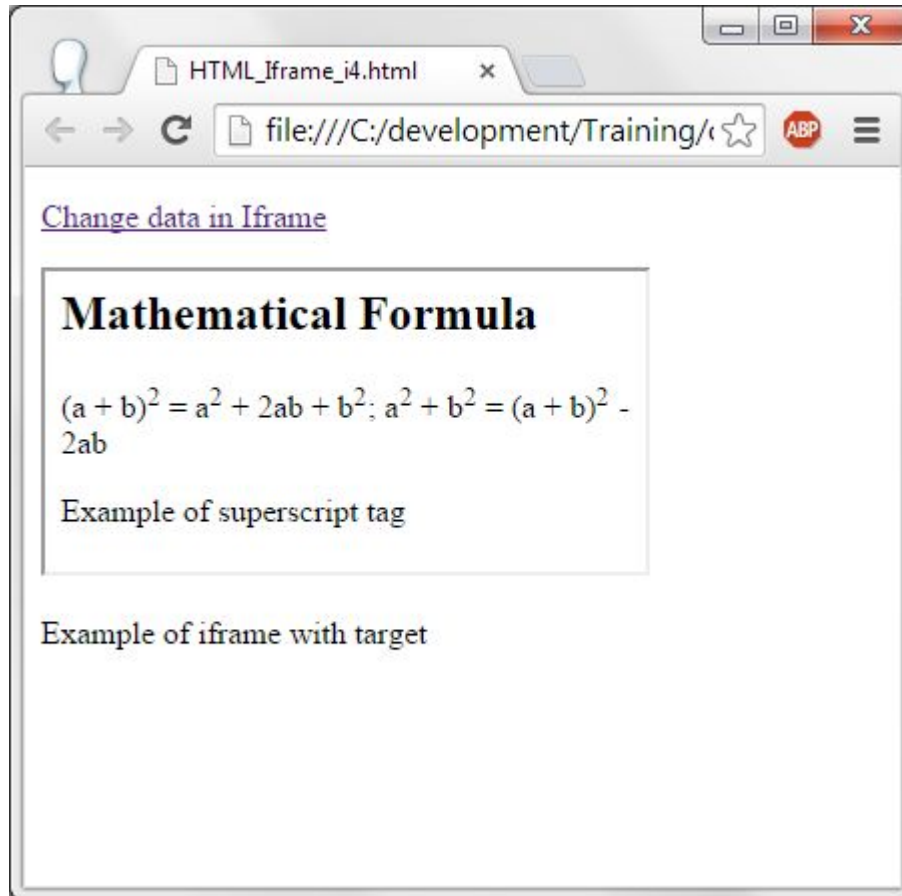 HTML_Iframe_i4.html
file:///C:/development/Training/
ABP
Change data in Iframe
Mathematical Formula
(a + b)² = a² + 2ab + b²; a² + b² = (a + b)² -
2ab
Example of superscript tag
Example of iframe with target